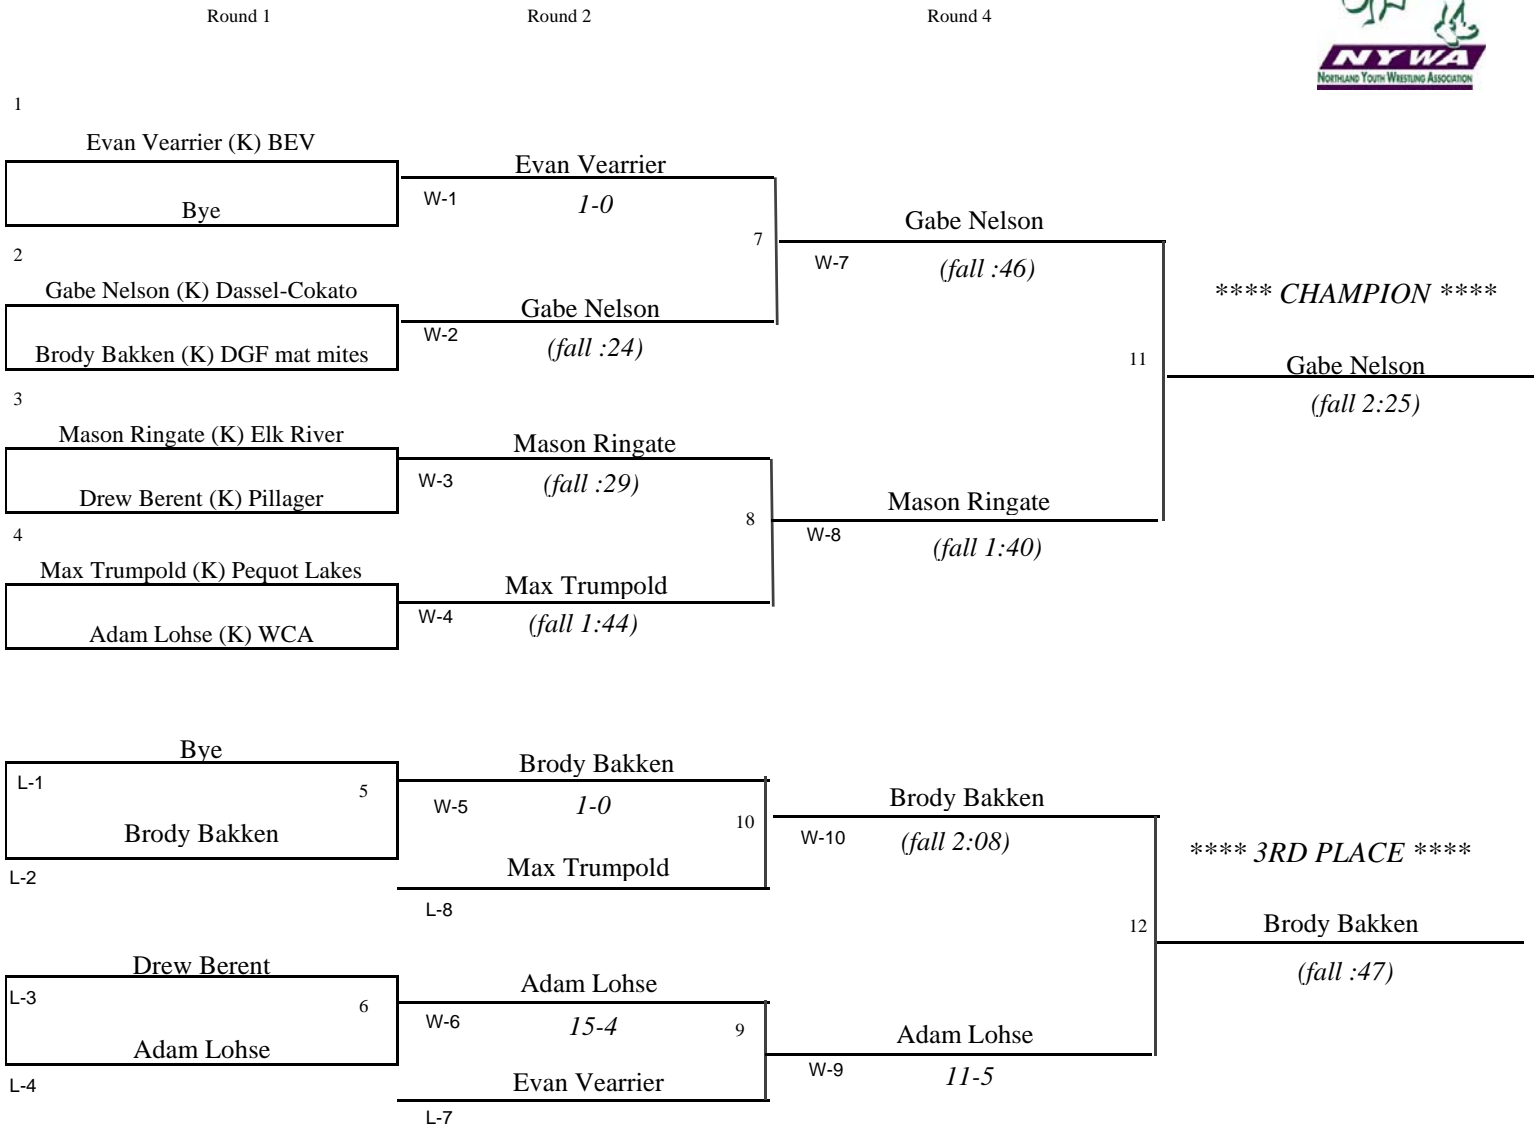 Round 1 Round 2 Round 4
NYWA
NORTHLAND YOUTH WRESTLING ASSOCIATION
1
Evan Vearrier (K) BEV
Evan Vearrier
W-1 1-0
Bye
Gabe Nelson
7
2
W-7 (fall :46)
Gabe Nelson (K) Dassel-Cokato
**** CHAMPION ****
Gabe Nelson
W-2 (fall :24)
Brody Bakken (K) DGF mat mites
11
Gabe Nelson
(fall 2:25)
3
Mason Ringate (K) Elk River
Mason Ringate
W-3 (fall :29)
Drew Berent (K) Pillager
Mason Ringate
8
4
W-8 (fall 1:40)
Max Trumpold (K) Pequot Lakes
Max Trumpold
W-4 (fall 1:44)
Adam Lohse (K) WCA
Bye
Brody Bakken
L-1 5
W-5 1-0
Brody Bakken
10
Brody Bakken
W-10 (fall 2:08)
**** 3RD PLACE ****
L-2
Max Trumpold
L-8
12
Brody Bakken
(fall :47)
Drew Berent
Adam Lohse
L-3 6
W-6 15-4
9
Adam Lohse
Adam Lohse
W-9 11-5
L-4
Evan Vearrier
L-7